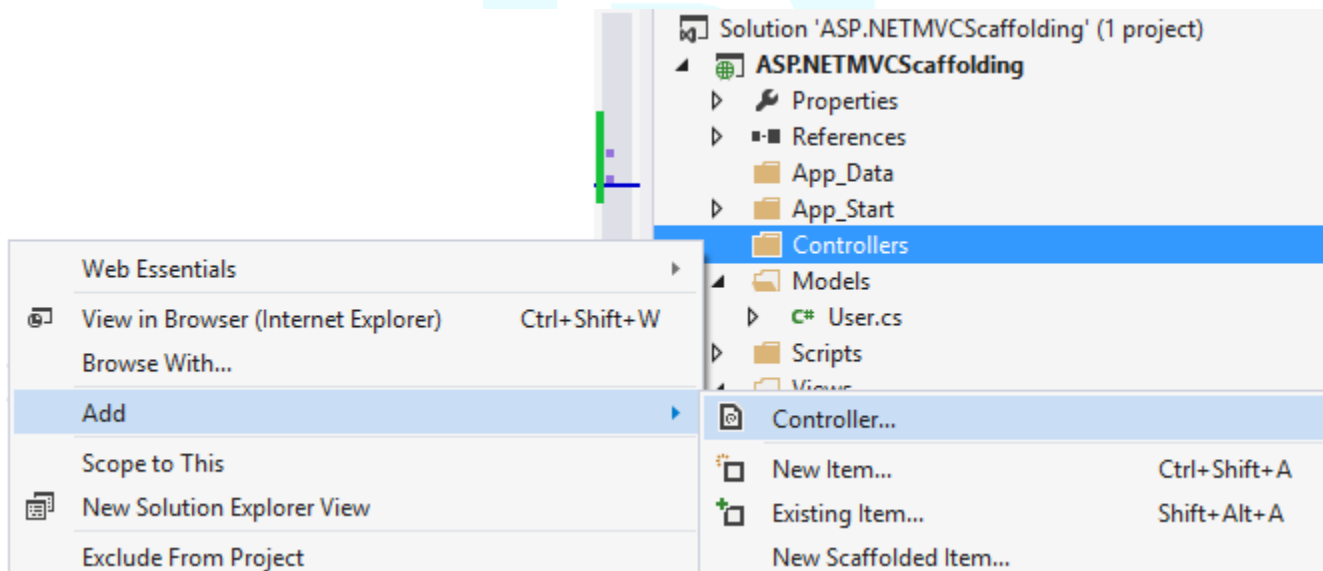 Solution 'ASP.NETMVCScaffolding' (1 project)
ASP.NETMVCScaffolding
Properties
References
App_Data
App_Start
Controllers
Models
C# User.cs
Scripts
Views
Web Essentials
View in Browser (Internet Explorer) Ctrl+Shift+W
Browse With...
Add
Scope to This
New Solution Explorer View
Exclude From Project
Controller...
New Item... Ctrl+Shift+A
Existing Item... Shift+Alt+A
New Scaffolded Item...